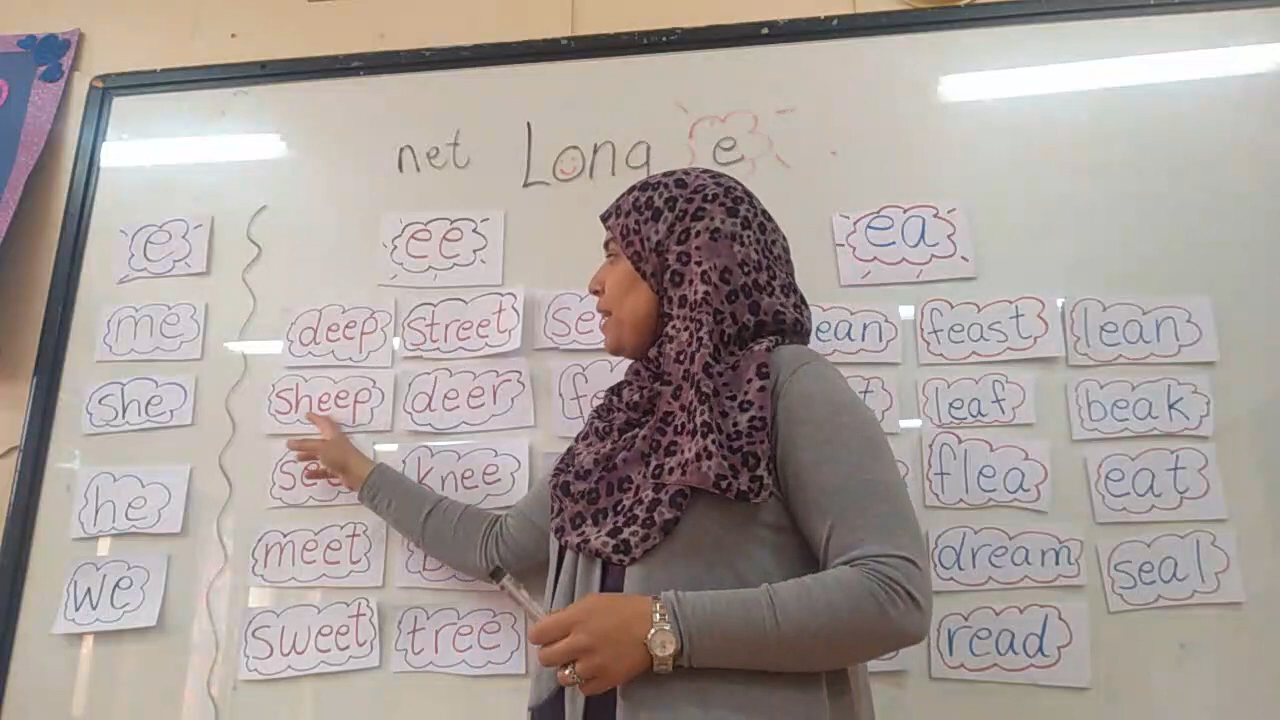 net Long e
e ee ea
me deep street feast lean
she sheep deer leaf beak
he knee flea eat
we meet dream seal
sweet tree read